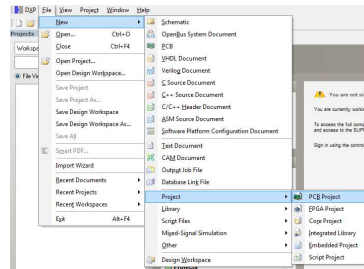 DXP File View Project Window Help
Projects
Workspa
File Vi
New
Open... Ctrl+O
Close Ctrl+F4
Open Project...
Open Design Workspace...
Save Project
Save Project As...
Save Design Workspace
Save Design Workspace As...
Save All
Smart PDF...
Import Wizard
Recent Documents
Recent Projects
Recent Workspaces
Exit Alt+F4
Schematic
OpenBus System Document
PCB
VHDL Document
Verilog Document
C Source Document
C++ Source Document
C/C++ Header Document
ASM Source Document
Software Platform Configuration Document
Text Document
CAM Document
Output Job File
Database Link File
Project
Library
Script Files
Mixed-Signal Simulation
Other
Design Workspace
PCB Project
FPGA Project
Core Project
Integrated Library
Embedded Project
Script Project
You are not si
You are currently worki
To access the full comp
and access to the SUP
Sign in using the contro